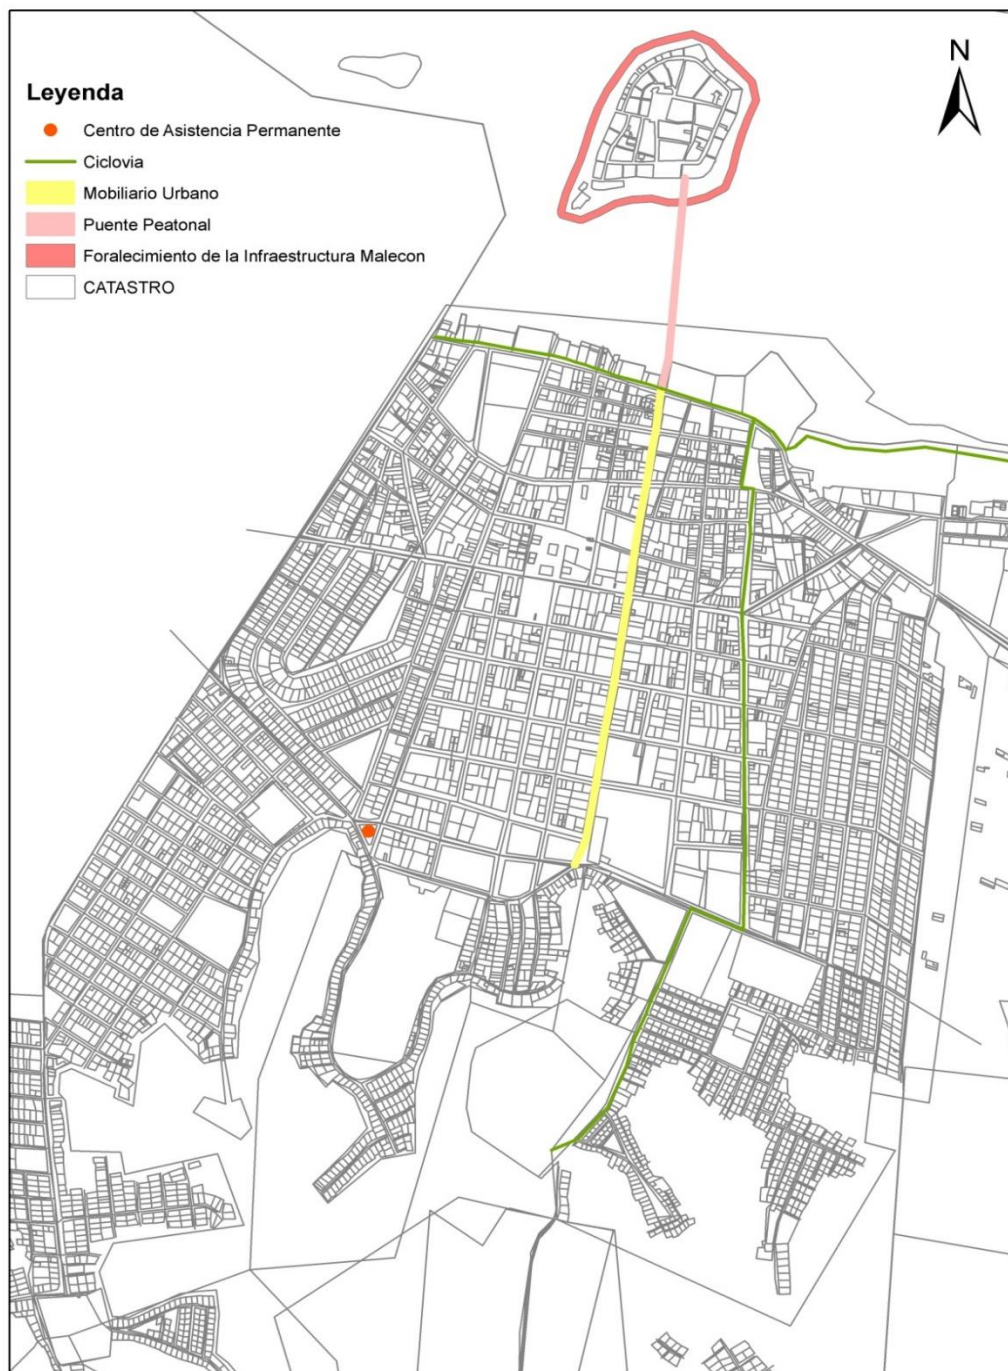 N
Leyenda
Centro de Asistencia Permanente
Ciclovia
Mobiliario Urbano
Puente Peatonal
Foralecimiento de la Infraestructura Malecon
CATASTRO